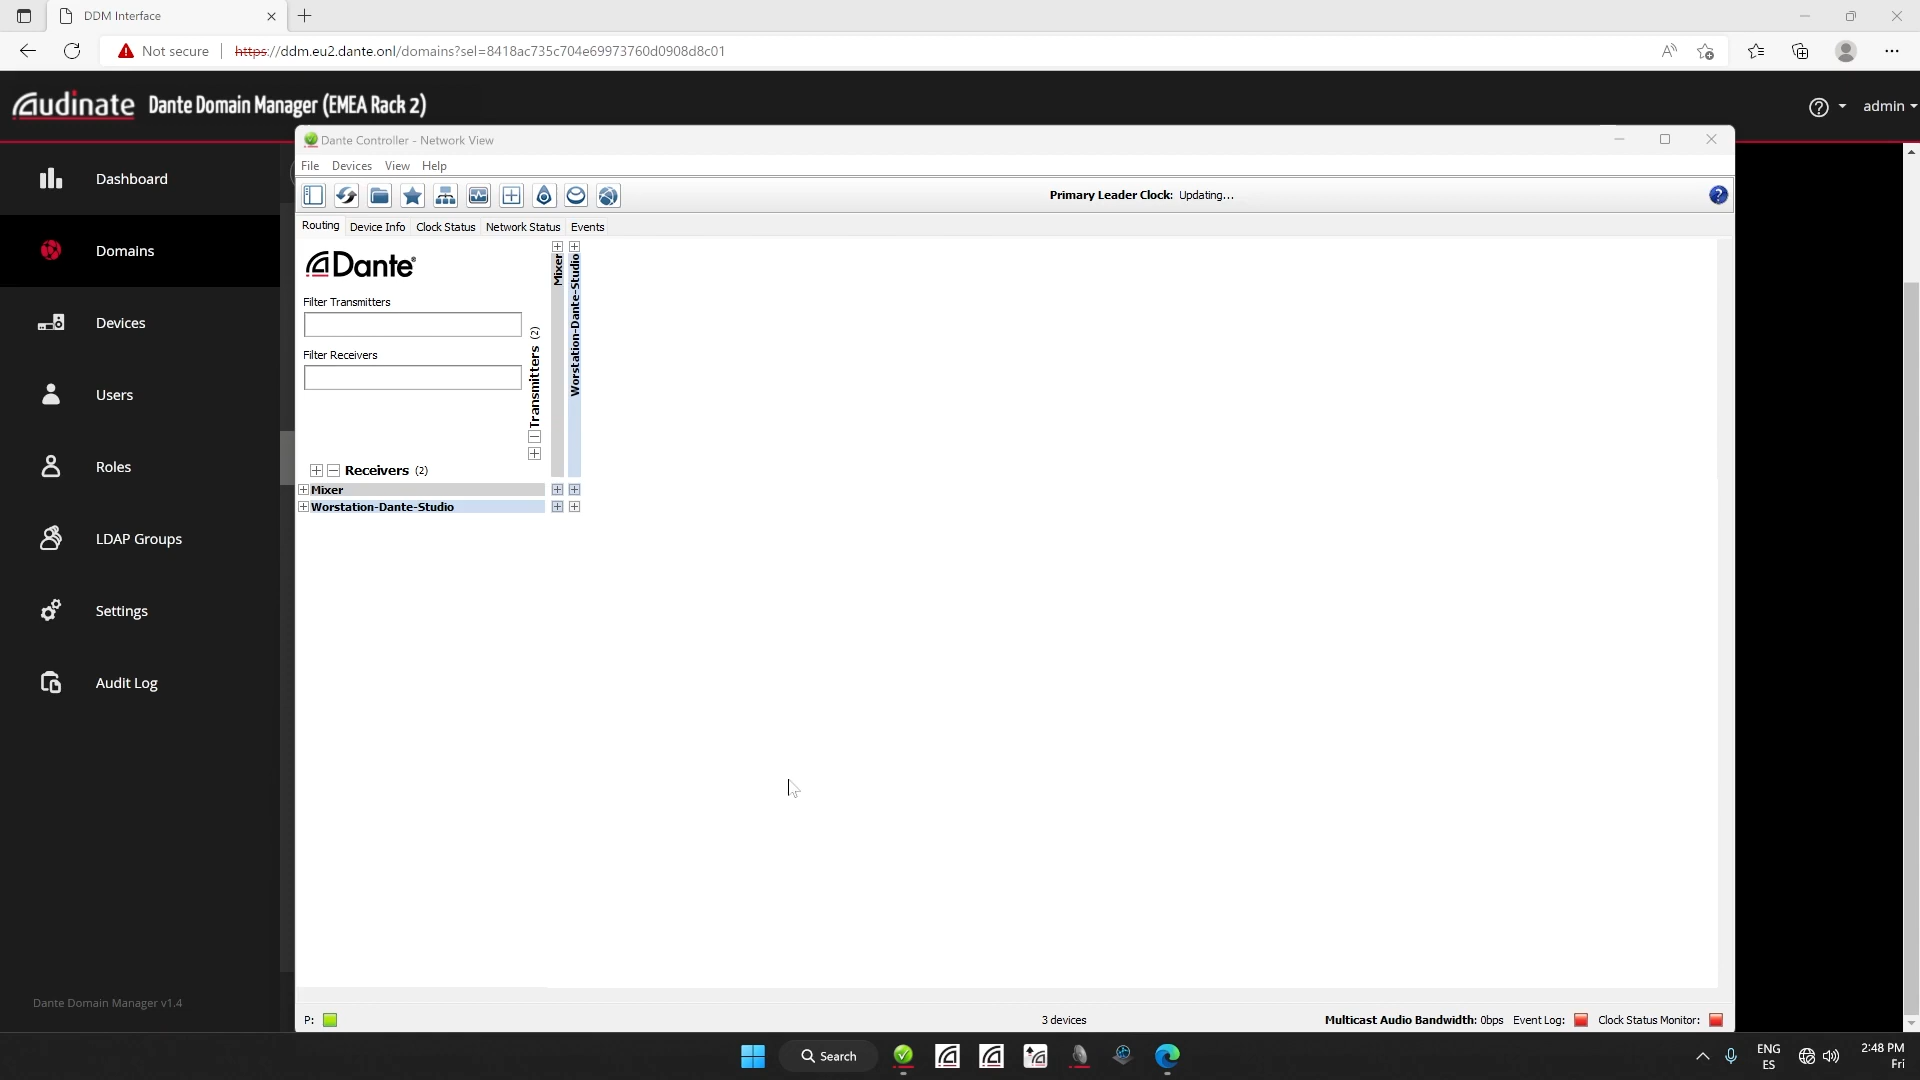 DDM Interface
Not secure
https://ddm.eu2.dante.onl/domains?sel=8418ac735c704e69973760d0908d8c01
Audinate Dante Domain Manager (EMEA Rack 2)
admin
Dashboard
Domains
Devices
Users
Roles
LDAP Groups
Settings
Audit Log
Dante Domain Manager v1.4
Dante Controller - Network View
File Devices View Help
Primary Leader Clock: Updating...
Routing Device Info Clock Status Network Status Events
Dante
Filter Transmitters
Filter Receivers
Transmitters (2)
Mixer
Worstation-Dante-Studio
Receivers (2)
Mixer
Worstation-Dante-Studio
P:
3 devices
Multicast Audio Bandwidth: 0bps Event Log: Clock Status Monitor:
Search
ENG
ES
2:48 PM
Fri